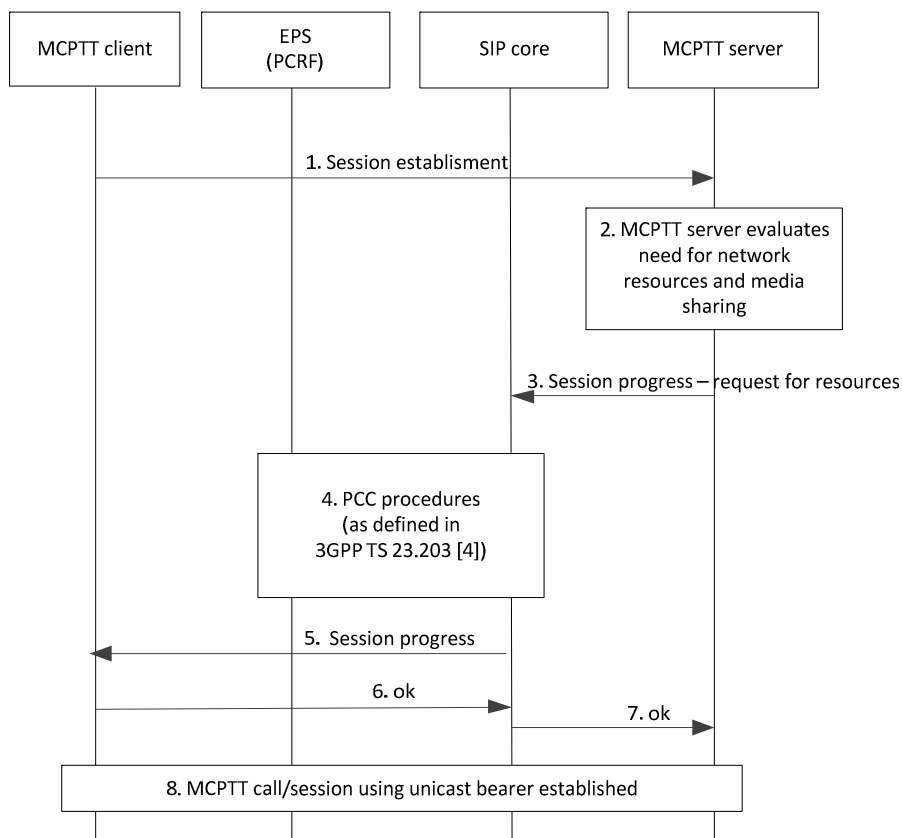 MCPTT client
EPS
(PCRF)
SIP core
MCPTT server
1. Session establisment
2. MCPTT server evaluates
need for network
resources and media
sharing
3. Session progress – request for resources
4. PCC procedures
(as defined in
3GPP TS 23.203 [4])
5. Session progress
6. ok
7. ok
8. MCPTT call/session using unicast bearer established